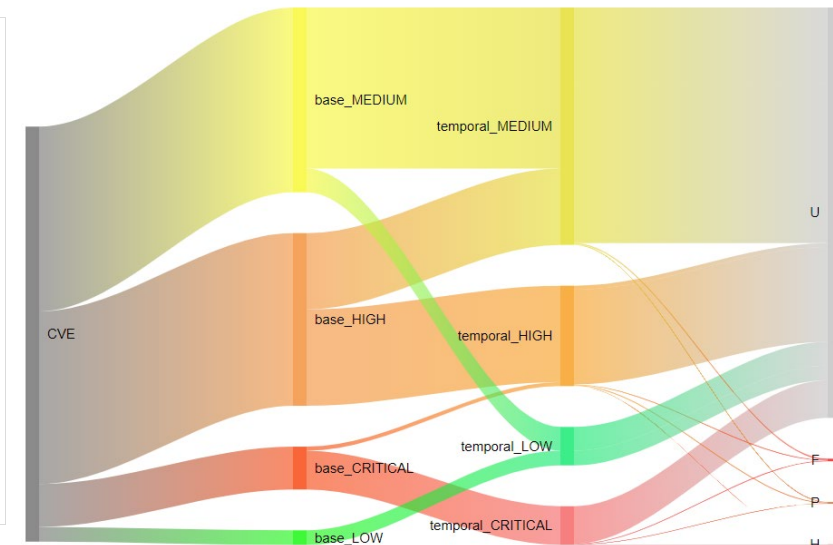 base_MEDIUM
temporal_MEDIUM
U
base_HIGH
CVE
temporal_HIGH
temporal_LOW
F
base_CRITICAL
P
temporal_CRITICAL
base_LOW
H